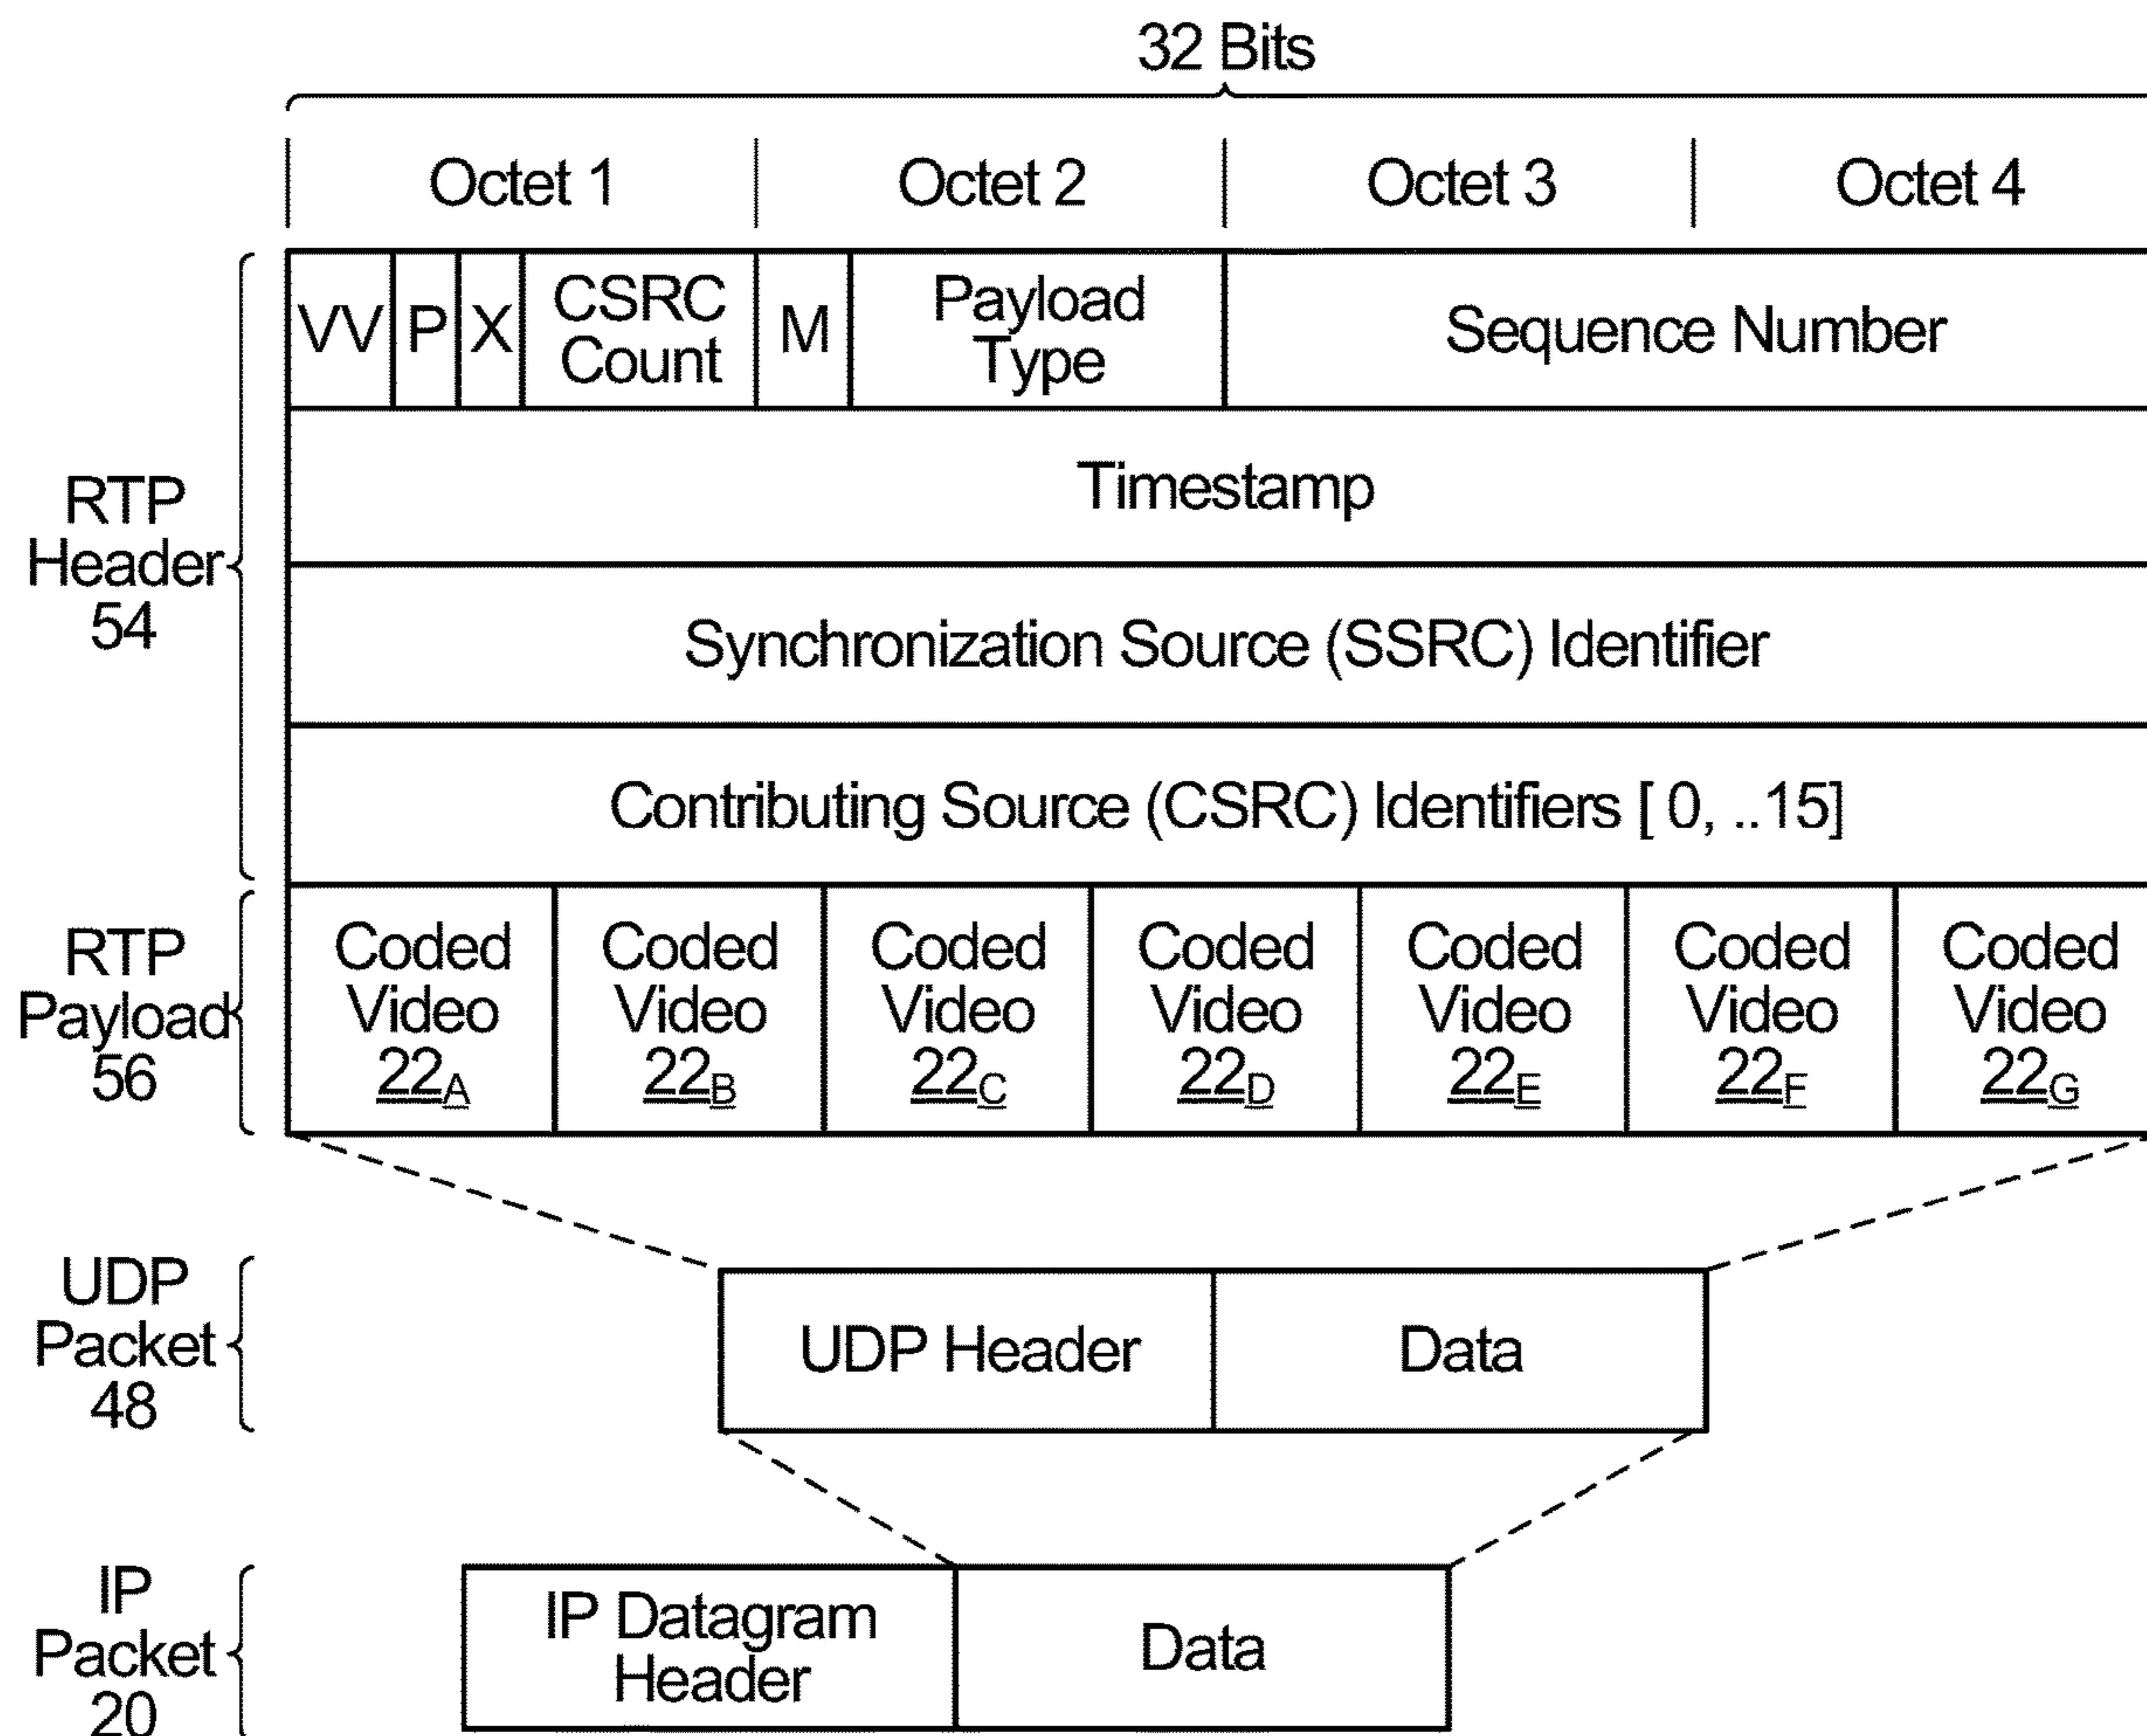 32 Bits
Octet 1 Octet 2 Octet 3 Octet 4
VV P X CSRC Count M Payload Type Sequence Number
Timestamp
RTP
Header
54
Synchronization Source (SSRC) Identifier
Contributing Source (CSRC) Identifiers [ 0, ..15]
RTP
Payload
56
Coded Video 22A
Coded Video 22B
Coded Video 22C
Coded Video 22D
Coded Video 22E
Coded Video 22F
Coded Video 22G
UDP
Packet
48
UDP Header Data
IP
Packet
20
IP Datagram
Header
Data